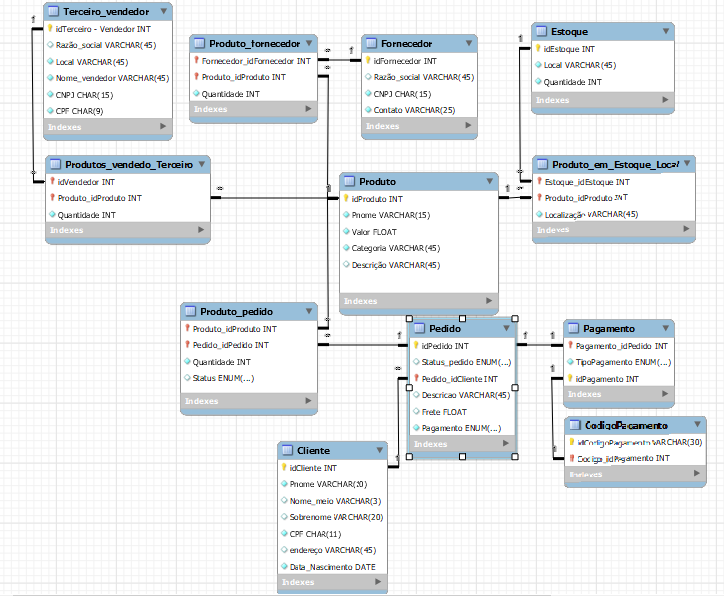 Terceiro_vendedor
idTerceiro - Vendedor INT
Razão_social VARCHAR(45)
Local VARCHAR(45)
Nome_vendedor VARCHAR(45)
CNPJ CHAR(15)
CPF CHAR(9)
Indexes
Produto_fornecedor
Fornecedor_idFornecedor INT
Produto_idProduto INT
Quantidade INT
Indexes
Fornecedor
idFornecedor INT
Razão_social VARCHAR(45)
CNPJ CHAR(15)
Contato VARCHAR(25)
Indexes
Estoque
idEstoque INT
Local VARCHAR(45)
Quantidade INT
Indexes
Produtos_vendedo_Terceiro
idVendedor INT
Produto_idProduto INT
Quantidade INT
Indexes
Produto
idProduto INT
Pnome VARCHAR(15)
Valor FLOAT
Categoria VARCHAR(45)
Descrição VARCHAR(45)
Indexes
Produto_em_Estoque_Local
Estoque_idEstoque INT
Produto_idProduto INT
Localização VARCHAR(45)
Indexes
Produto_pedido
Produto_idProduto INT
Pedido_idPedido INT
Quantidade INT
Status ENUM(...)
Indexes
Pedido
idPedido INT
Status_pedido ENUM(...)
Pedido_idCliente INT
Descricao VARCHAR(45)
Frete FLOAT
Pagamento ENUM(...)
Indexes
Pagamento
Pagamento_idPedido INT
TipoPagamento ENUM(...)
idPagamento INT
Indexes
CodigoPagamento
idCodigoPagamento VARCHAR(30)
Codigo_idPagamento INT
Indexes
Cliente
idCliente INT
Pnome VARCHAR(20)
Nome_meio VARCHAR(3)
Sobrenome VARCHAR(20)
CPF CHAR(11)
endereço VARCHAR(45)
Data_Nascimento DATE
Indexes